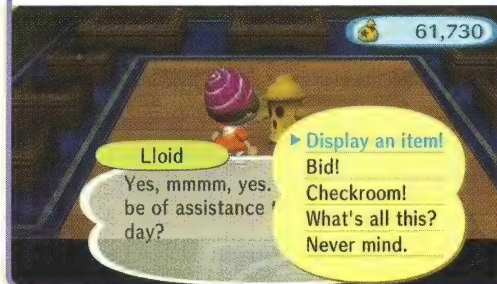 61,730
Lloid
Yes, mmmm, yes.
be of assistance
day?
Display an item!
Bid!
Checkroom!
What's all this?
Never mind.